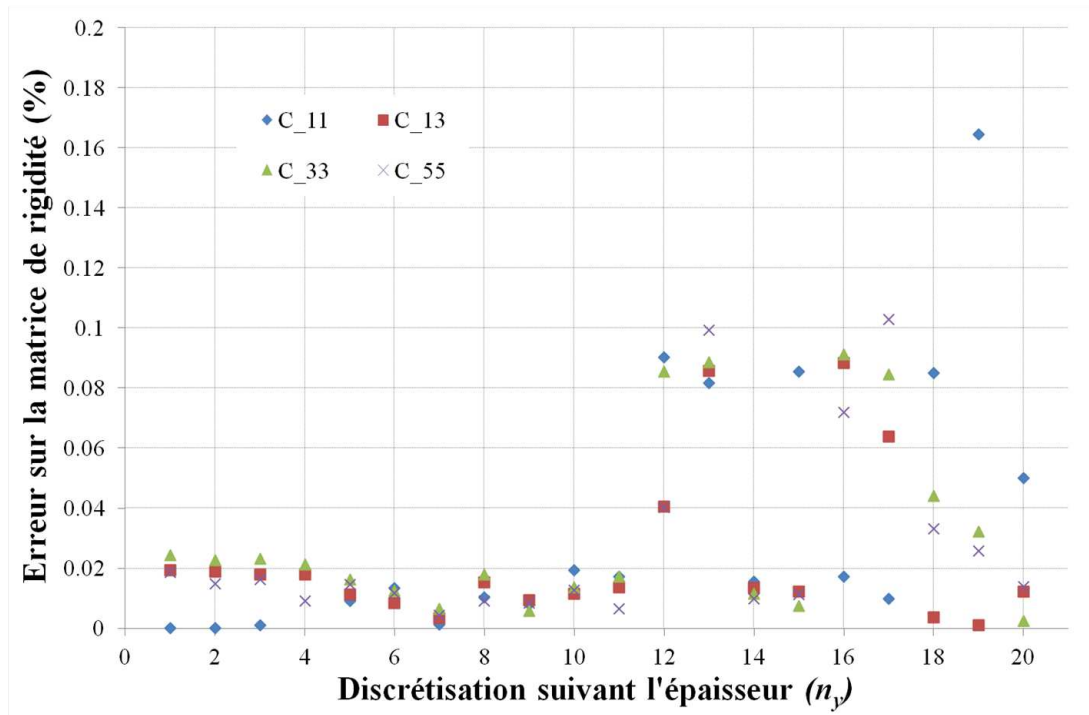 Erreur sur la matrice de rigidité (%)
0.2
0.18
0.16
0.14
0.12
0.1
0.08
0.06
0.04
0.02
0
C_11
C_13
C_33
C_55
0 2 4 6 8 10 12 14 16 18 20
Discrétisation suivant l'épaisseur (n_y)